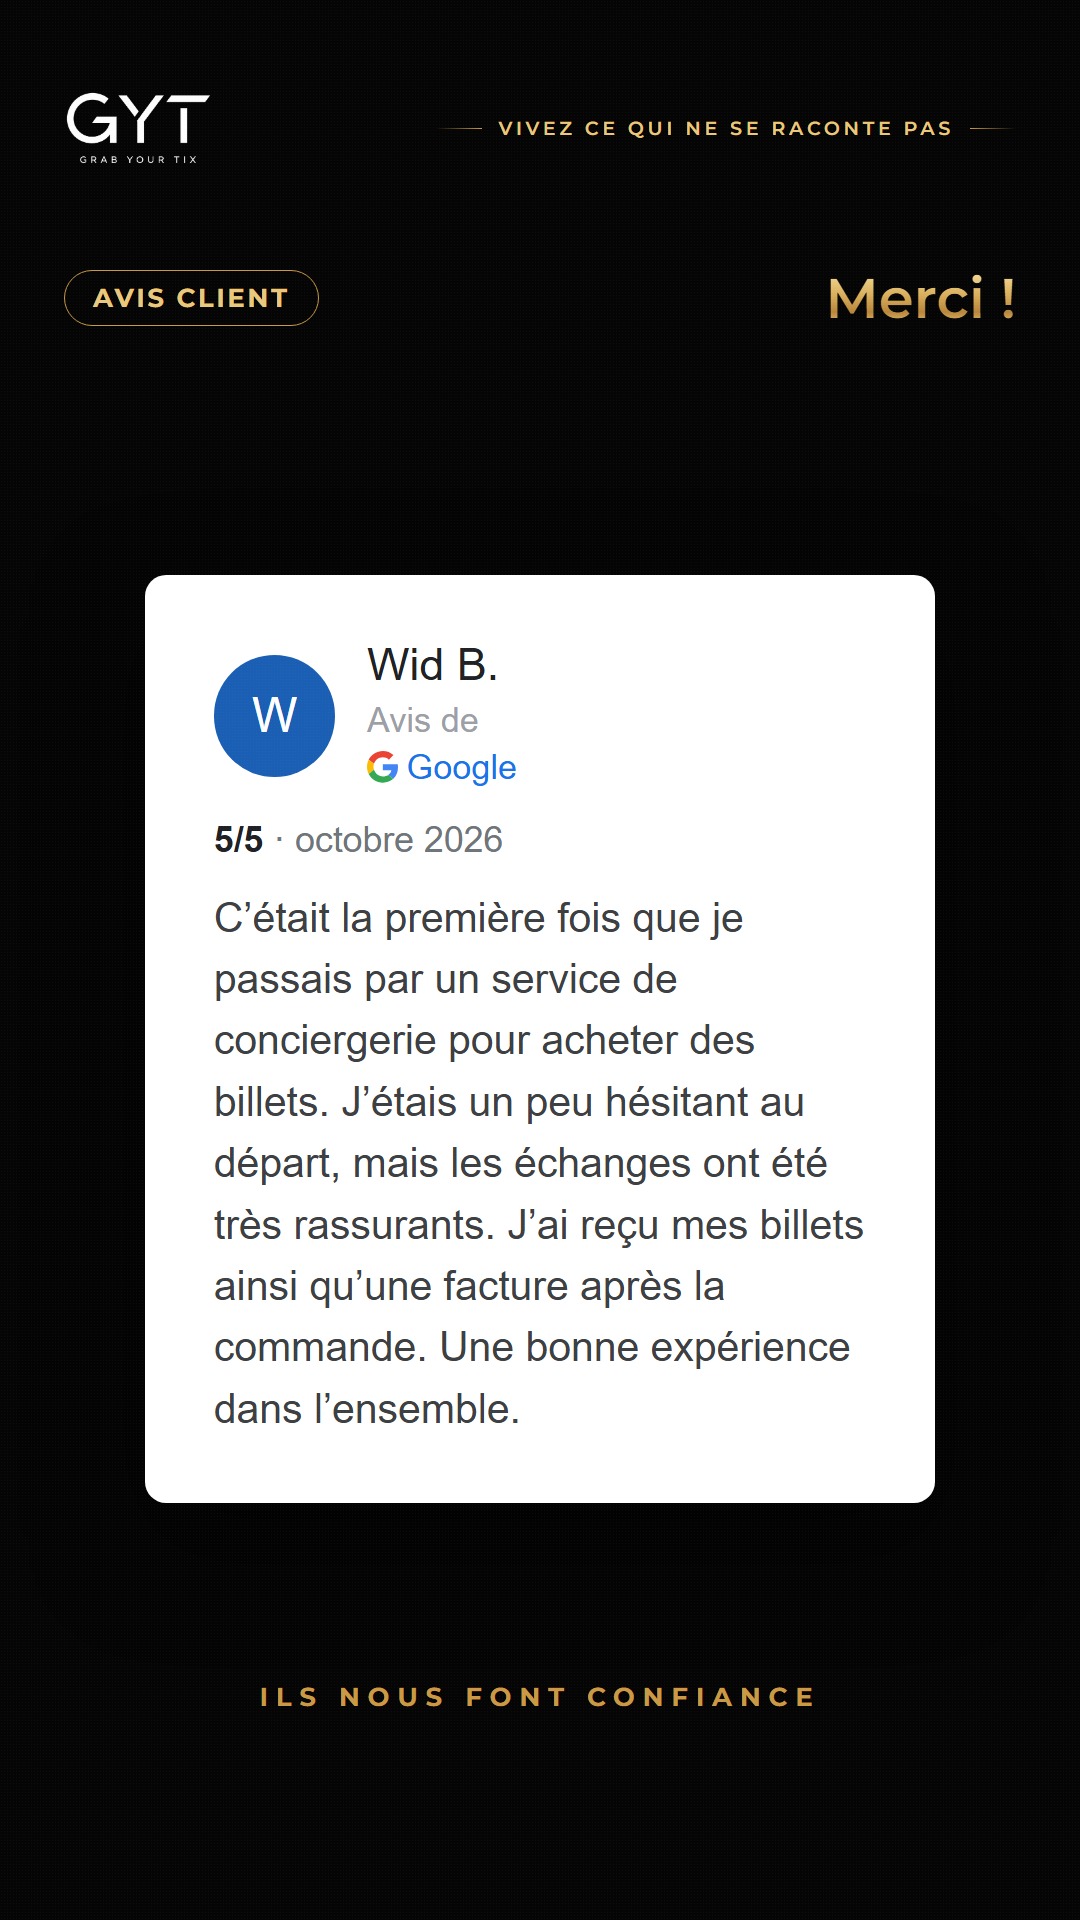 GYT
GRAB YOUR TIX
VIVEZ CE QUI NE SE RACONTE PAS
AVIS CLIENT
Merci !
W
Wid B.
Avis de
Google
5/5 · octobre 2026
C’était la première fois que je
passais par un service de
conciergerie pour acheter des
billets. J’étais un peu hésitant au
départ, mais les échanges ont été
très rassurants. J’ai reçu mes billets
ainsi qu’une facture après la
commande. Une bonne expérience
dans l’ensemble.
ILS NOUS FONT CONFIANCE